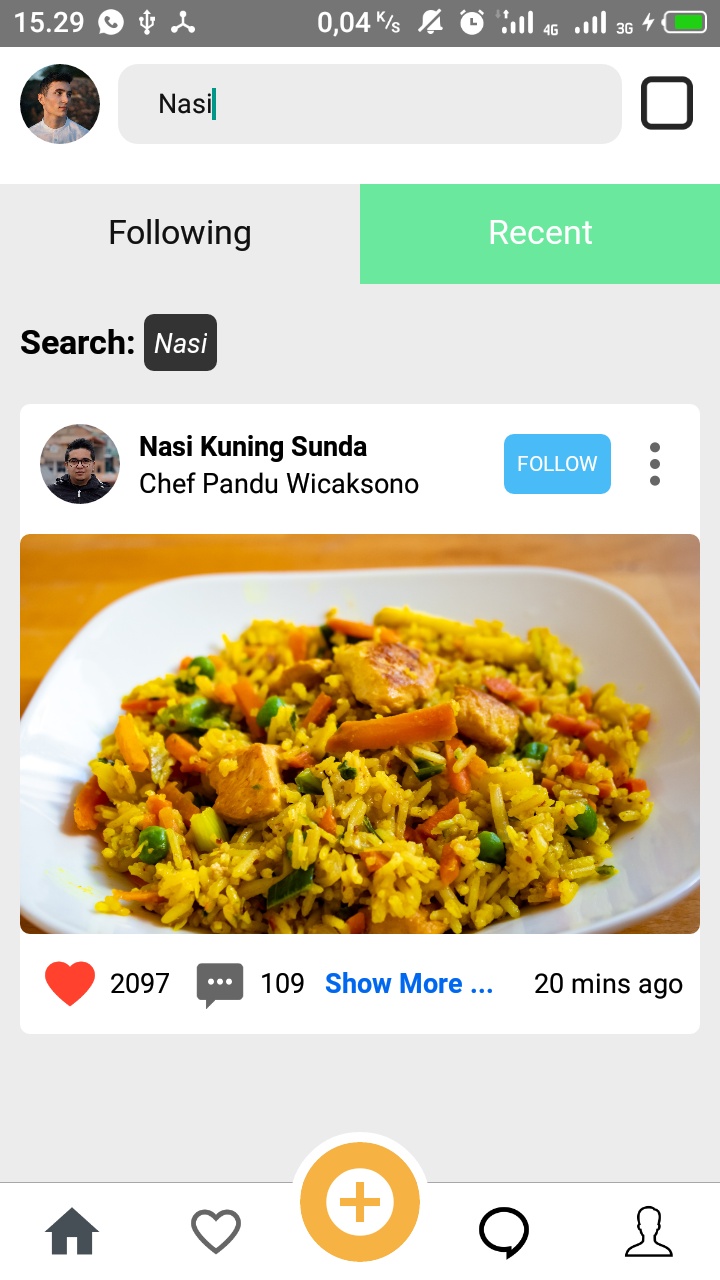 15.29 0,04 K/s 4G 3G
Nasi
Following Recent
Search: Nasi
Nasi Kuning Sunda
Chef Pandu Wicaksono
FOLLOW
2097 109 Show More ... 20 mins ago